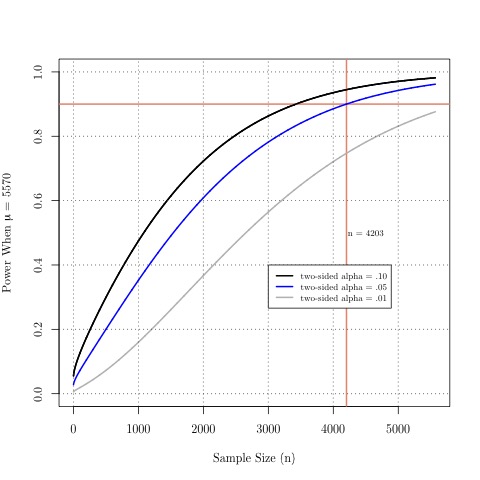 1.0
0.8
0.6
0.4
0.2
0.0
Power When μ = 5570
n = 4203
two-sided alpha = .10
two-sided alpha = .05
two-sided alpha = .01
0 1000 2000 3000 4000 5000
Sample Size (n)